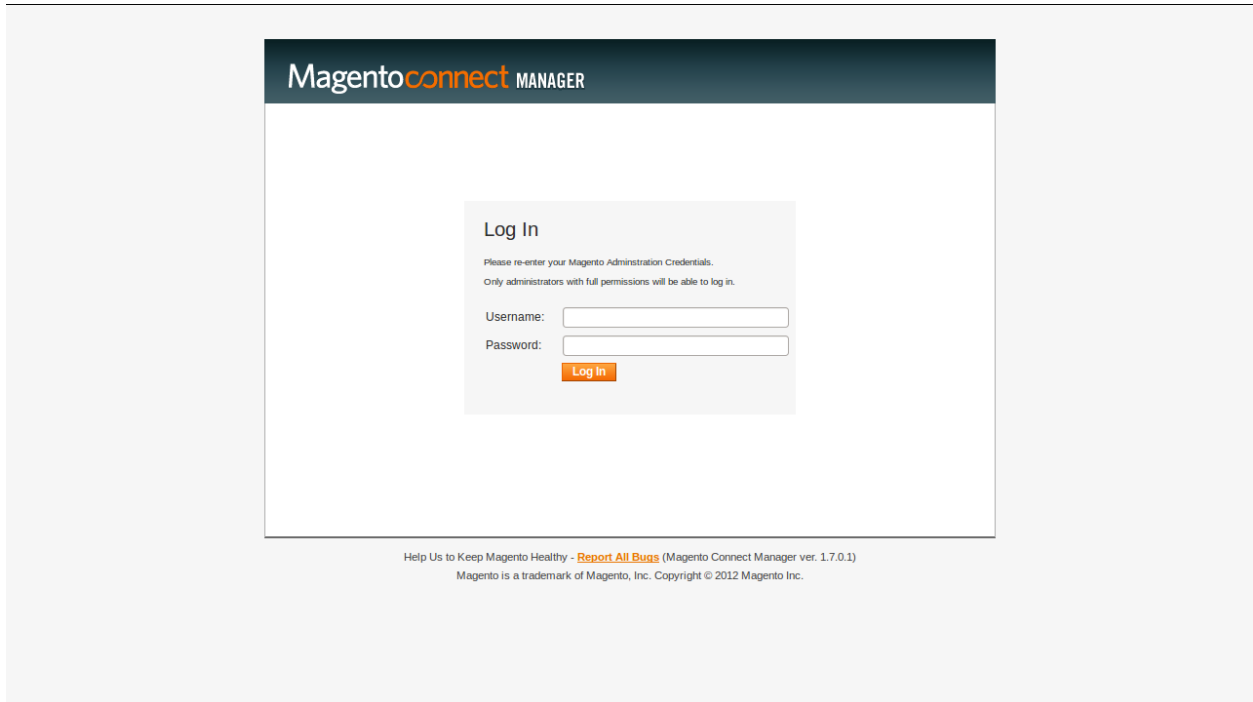 Magentoconnect MANAGER
Log In
Please re-enter your Magento Adminstration Credentials.
Only administrators with full permissions will be able to log in.
Username:
Password:
Log In
Help Us to Keep Magento Healthy - Report All Bugs (Magento Connect Manager ver. 1.7.0.1)
Magento is a trademark of Magento, Inc. Copyright © 2012 Magento Inc.